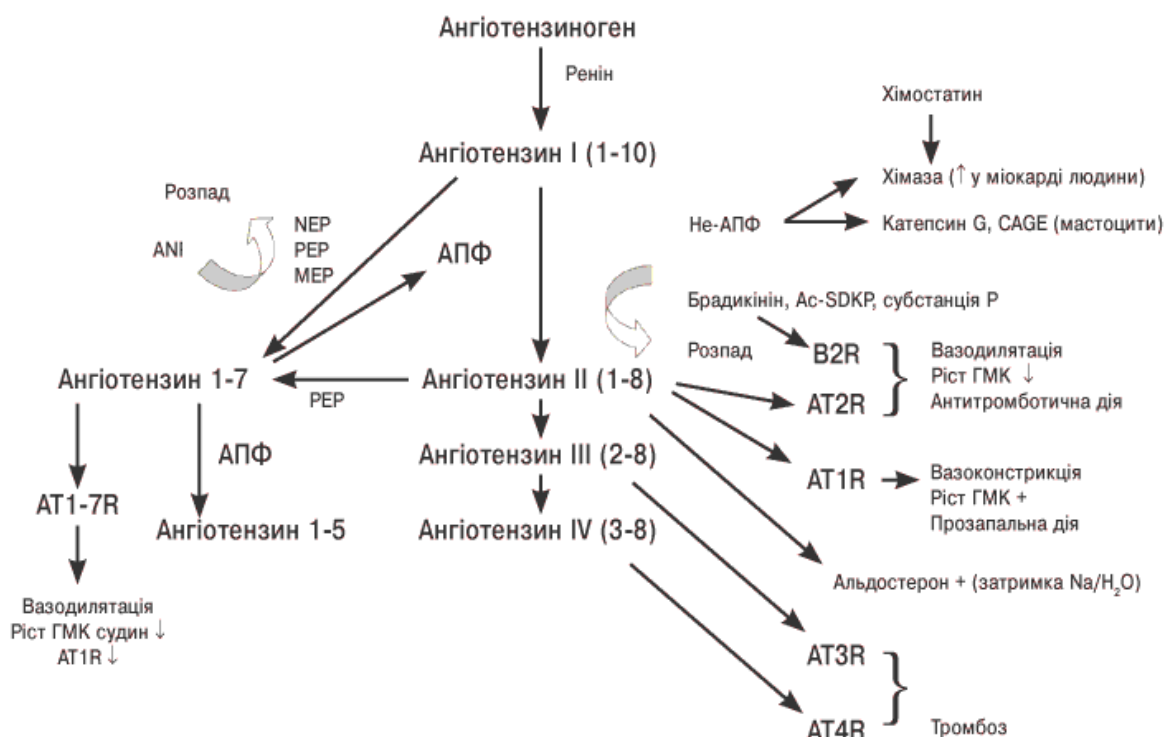 Ангіотензиноген
Ренін
Хімостатин
Ангіотензин I (1-10)
Хімаза (↑ у міокарді людини)
Розпад
NEP
Не-АПФ
Катепсин G, CAGE (мастоцити)
ANI
PEP
АПФ
MEP
Брадикінін, Ac-SDKP, субстанція P
Розпад
B2R
Вазодилятація
Ріст ГМК ↓
Антитромботична дія
Ангіотензин 1-7
PEP
Ангіотензин II (1-8)
AT2R
АПФ
Ангіотензин III (2-8)
AT1R
Вазоконстрикція
Ріст ГМК +
Прозапальна дія
AT1-7R
Ангіотензин 1-5
Ангіотензин IV (3-8)
Альдостерон + (затримка Na/H₂O)
Вазодилятація
Ріст ГМК судин ↓
AT1R ↓
AT3R
AT4R
Тромбоз